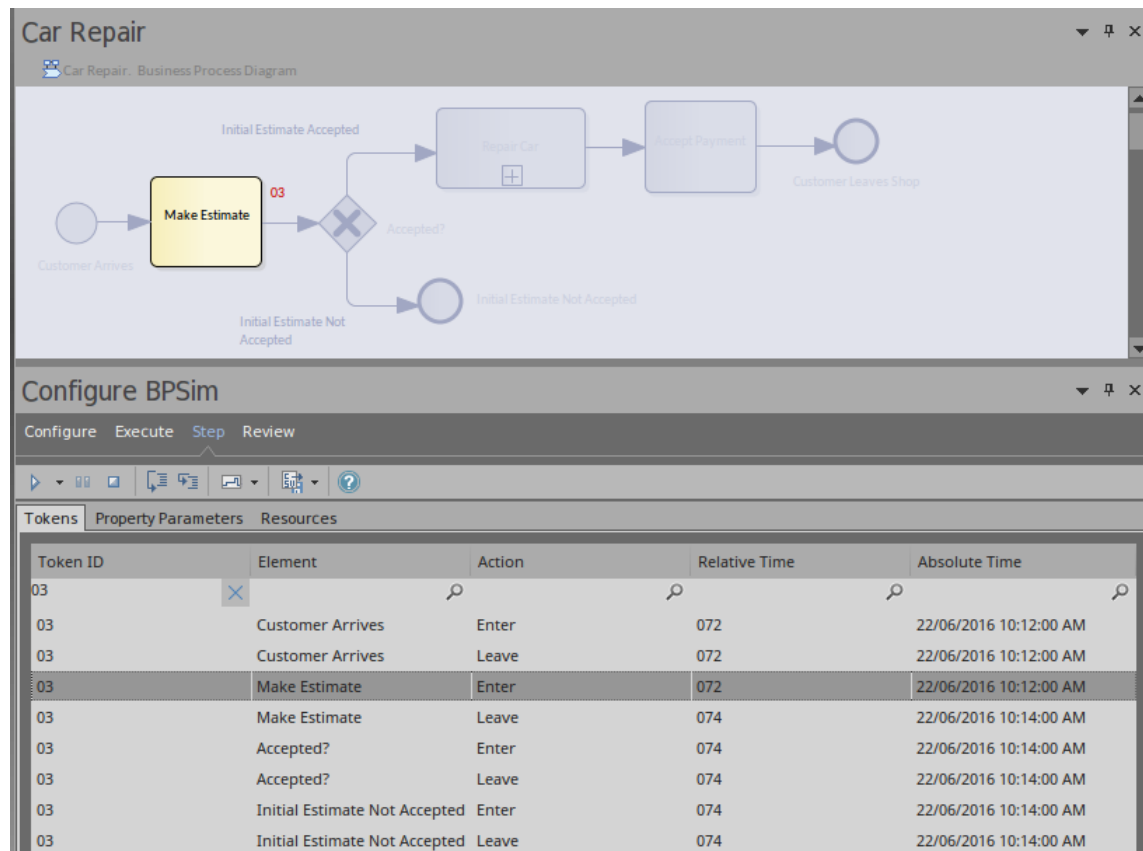 Car Repair
Car Repair. Business Process Diagram
Initial Estimate Accepted
Repair Car
Accept Payment
Customer Leaves Shop
03
Make Estimate
Accepted?
Customer Arrives
Initial Estimate Not Accepted
Initial Estimate Not
Accepted
Configure BPSim
Configure Execute Step Review
Tokens Property Parameters Resources
Token ID Element Action Relative Time Absolute Time
03
03 Customer Arrives Enter 072 22/06/2016 10:12:00 AM
03 Customer Arrives Leave 072 22/06/2016 10:12:00 AM
03 Make Estimate Enter 072 22/06/2016 10:12:00 AM
03 Make Estimate Leave 074 22/06/2016 10:14:00 AM
03 Accepted? Enter 074 22/06/2016 10:14:00 AM
03 Accepted? Leave 074 22/06/2016 10:14:00 AM
03 Initial Estimate Not Accepted Enter 074 22/06/2016 10:14:00 AM
03 Initial Estimate Not Accepted Leave 074 22/06/2016 10:14:00 AM